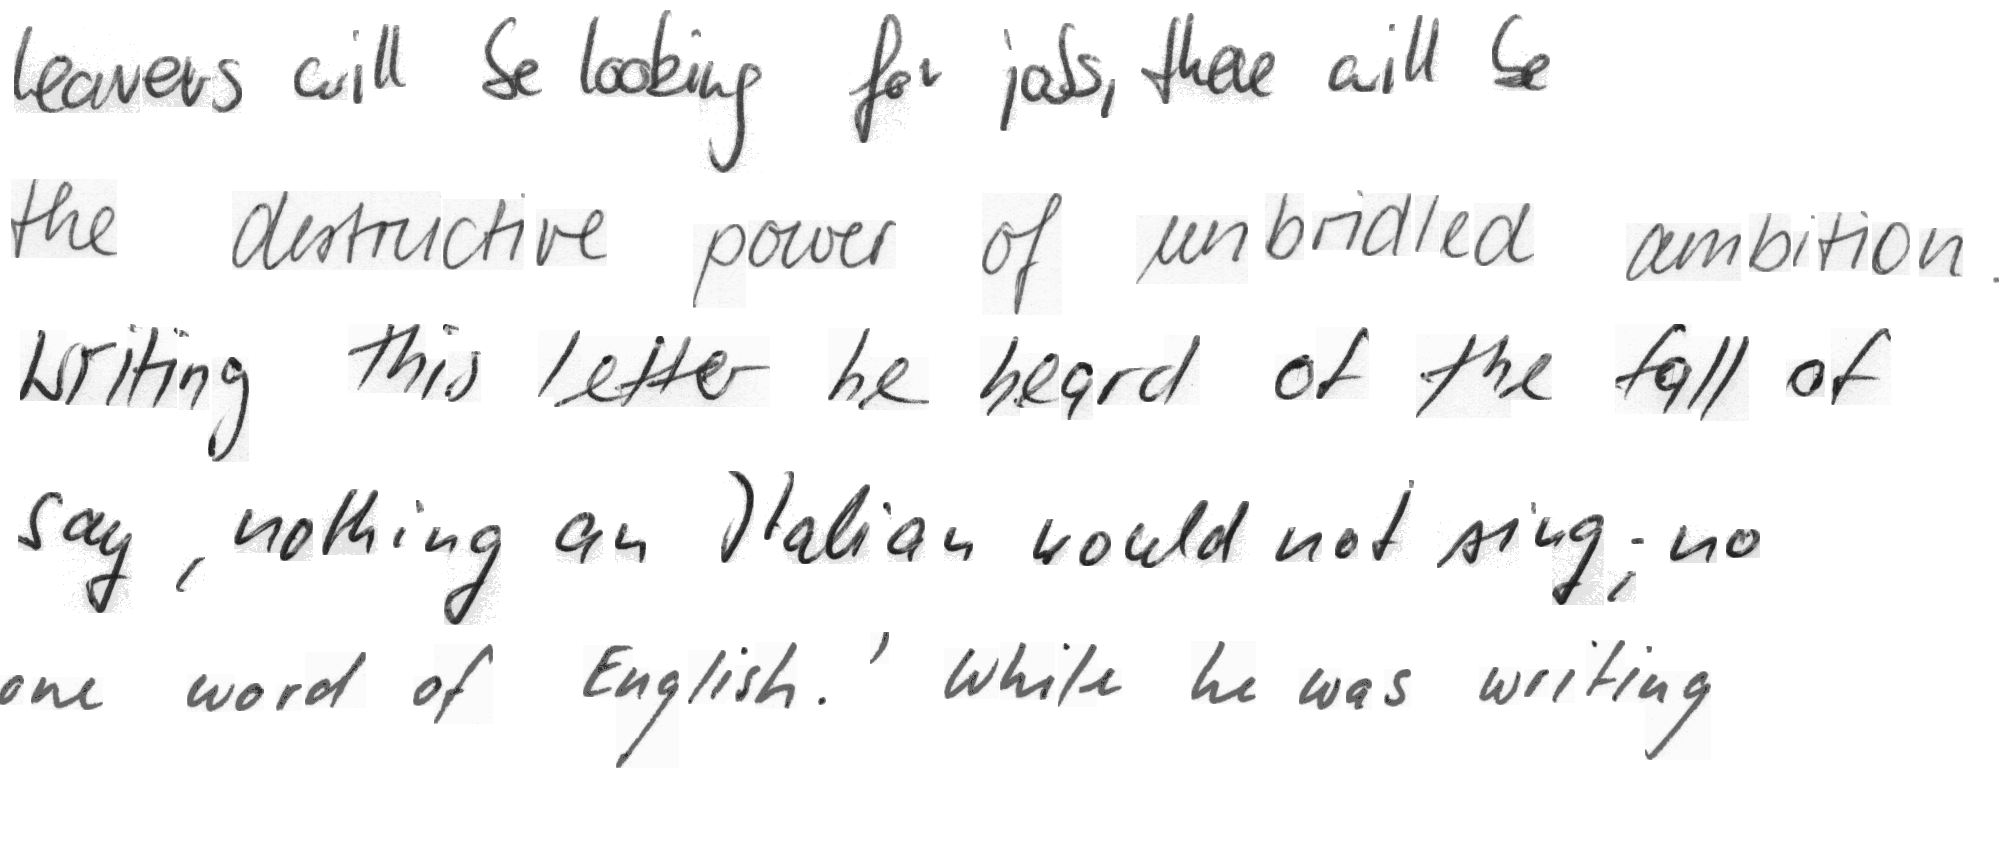 leavers will be looking for jobs, there will be
the destructive power of unbridled ambition.
writing this letter he heard of the fall of
say, nothing an Italian would not sing; no
one word of English.' While he was writing